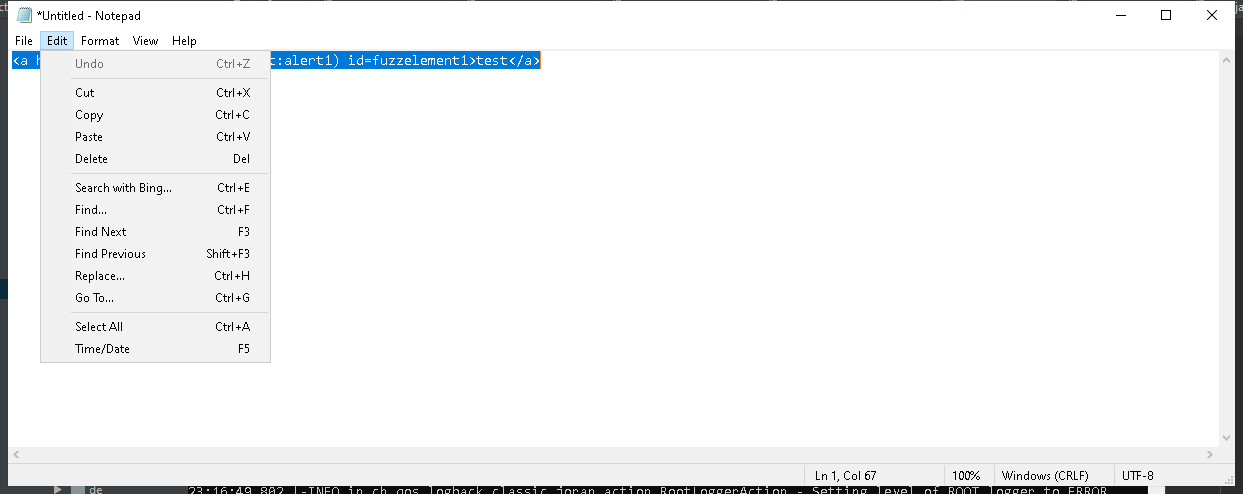 *Untitled - Notepad
File Edit Format View Help
<a h t:alert1) id=fuzzelement1>test</a>
Undo Ctrl+Z
Cut Ctrl+X
Copy Ctrl+C
Paste Ctrl+V
Delete Del
Search with Bing... Ctrl+E
Find... Ctrl+F
Find Next F3
Find Previous Shift+F3
Replace... Ctrl+H
Go To... Ctrl+G
Select All Ctrl+A
Time/Date F5
Ln 1, Col 67 100% Windows (CRLF) UTF-8
de 23:16:49,802 |-INFO in ch.qos.logback.classic.joran.action.RootLoggerAction - Setting level of ROOT logger to ERROR